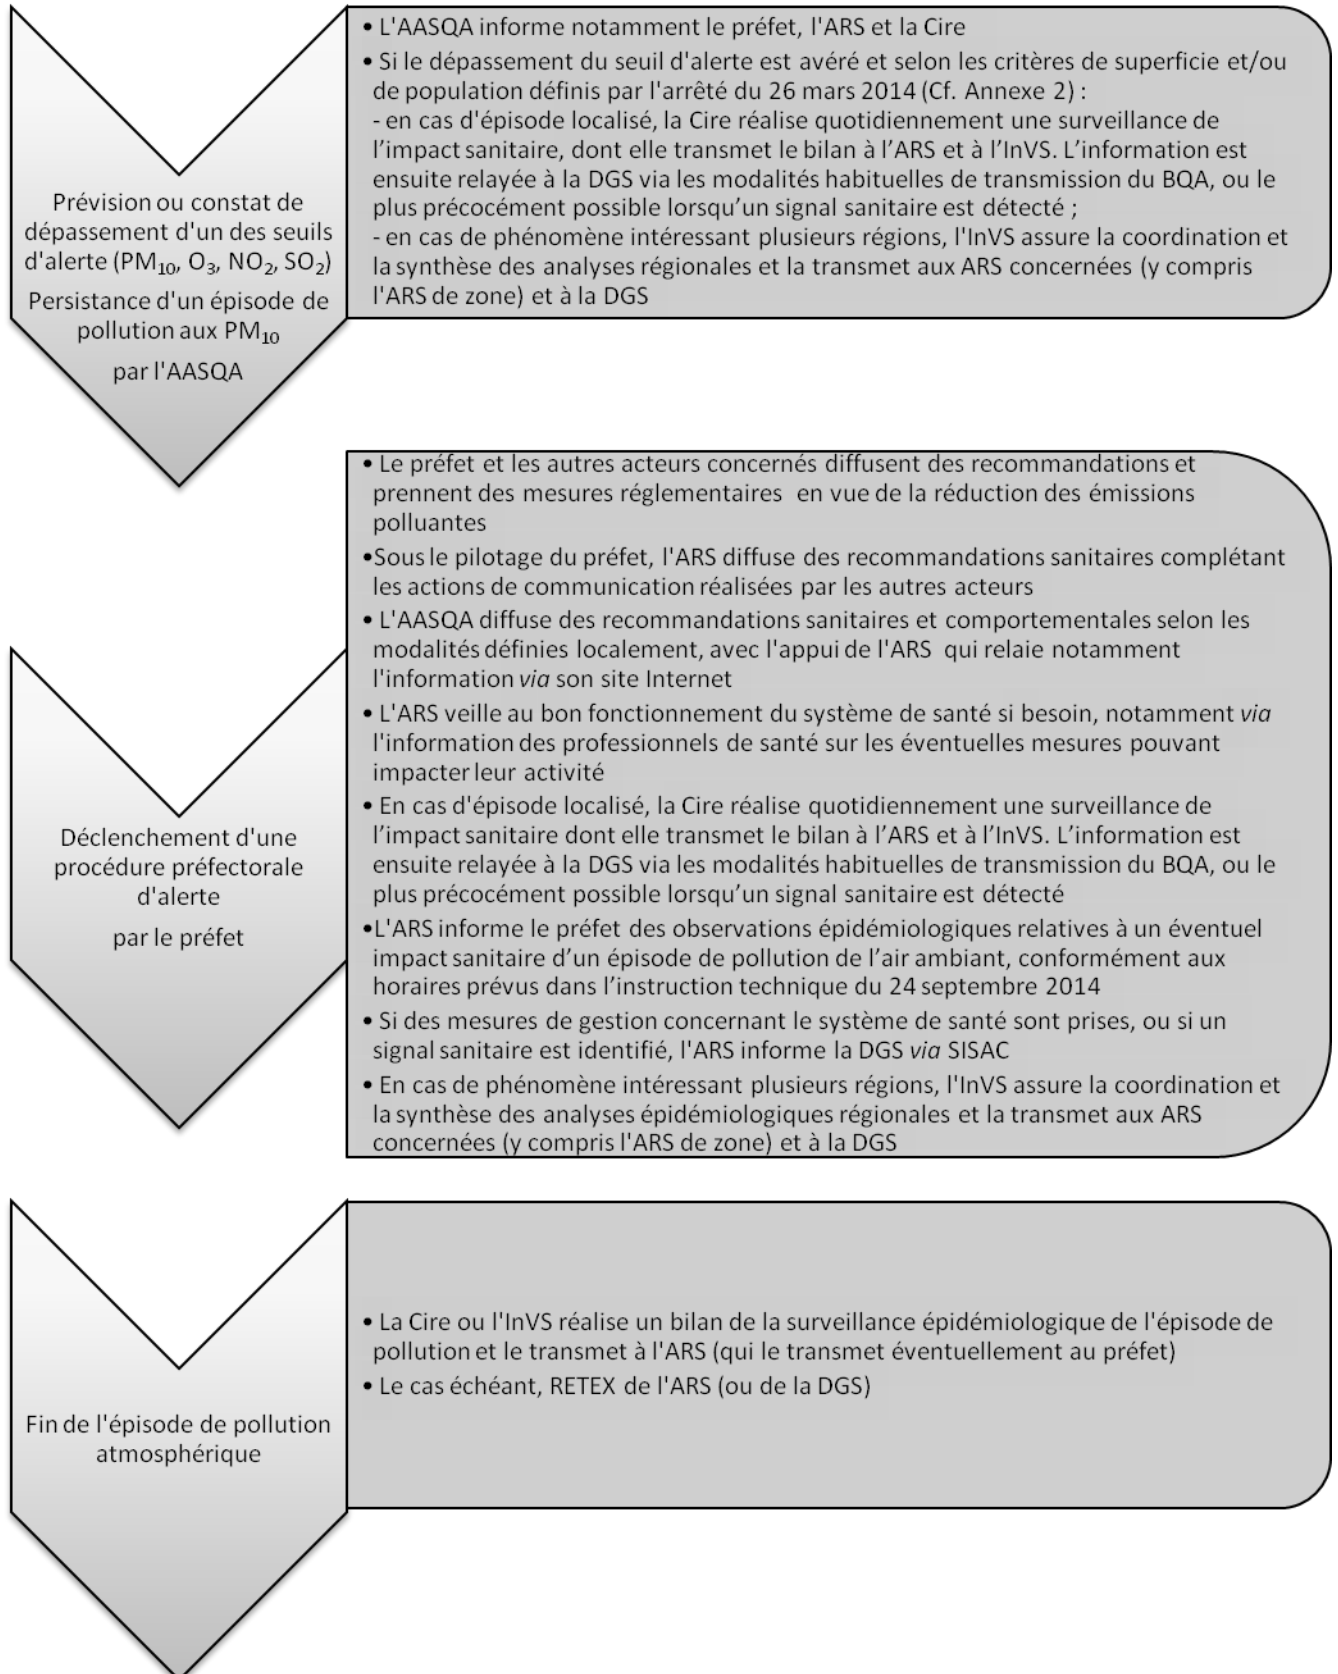 Prévision ou constat de
dépassement d'un des seuils
d'alerte (PM₁₀, O₃, NO₂, SO₂)
Persistance d'un épisode de
pollution aux PM₁₀
par l'AASQA
• L'AASQA informe notamment le préfet, l'ARS et la Cire
• Si le dépassement du seuil d'alerte est avéré et selon les critères de superficie et/ou
de population définis par l'arrêté du 26 mars 2014 (Cf. Annexe 2) :
- en cas d'épisode localisé, la Cire réalise quotidiennement une surveillance de
l’impact sanitaire, dont elle transmet le bilan à l’ARS et à l’InVS. L’information est
ensuite relayée à la DGS via les modalités habituelles de transmission du BQA, ou le
plus précocément possible lorsqu’un signal sanitaire est détecté ;
- en cas de phénomène intéressant plusieurs régions, l'InVS assure la coordination et
la synthèse des analyses régionales et la transmet aux ARS concernées (y compris
l'ARS de zone) et à la DGS
Déclenchement d'une
procédure préfectorale
d'alerte
par le préfet
• Le préfet et les autres acteurs concernés diffusent des recommandations et
prennent des mesures réglementaires en vue de la réduction des émissions
polluantes
•Sous le pilotage du préfet, l'ARS diffuse des recommandations sanitaires complétant
les actions de communication réalisées par les autres acteurs
• L'AASQA diffuse des recommandations sanitaires et comportementales selon les
modalités définies localement, avec l'appui de l'ARS qui relaie notamment
l'information via son site Internet
• L'ARS veille au bon fonctionnement du système de santé si besoin, notamment via
l'information des professionnels de santé sur les éventuelles mesures pouvant
impacter leur activité
• En cas d'épisode localisé, la Cire réalise quotidiennement une surveillance de
l’impact sanitaire dont elle transmet le bilan à l’ARS et à l’InVS. L’information est
ensuite relayée à la DGS via les modalités habituelles de transmission du BQA, ou le
plus précocément possible lorsqu’un signal sanitaire est détecté
•L'ARS informe le préfet des observations épidémiologiques relatives à un éventuel
impact sanitaire d’un épisode de pollution de l’air ambiant, conformément aux
horaires prévus dans l’instruction technique du 24 septembre 2014
• Si des mesures de gestion concernant le système de santé sont prises, ou si un
signal sanitaire est identifié, l'ARS informe la DGS via SISAC
• En cas de phénomène intéressant plusieurs régions, l'InVS assure la coordination et
la synthèse des analyses épidémiologiques régionales et la transmet aux ARS
concernées (y compris l'ARS de zone) et à la DGS
Fin de l'épisode de pollution
atmosphérique
• La Cire ou l'InVS réalise un bilan de la surveillance épidémiologique de l'épisode de
pollution et le transmet à l'ARS (qui le transmet éventuellement au préfet)
• Le cas échéant, RETEX de l'ARS (ou de la DGS)